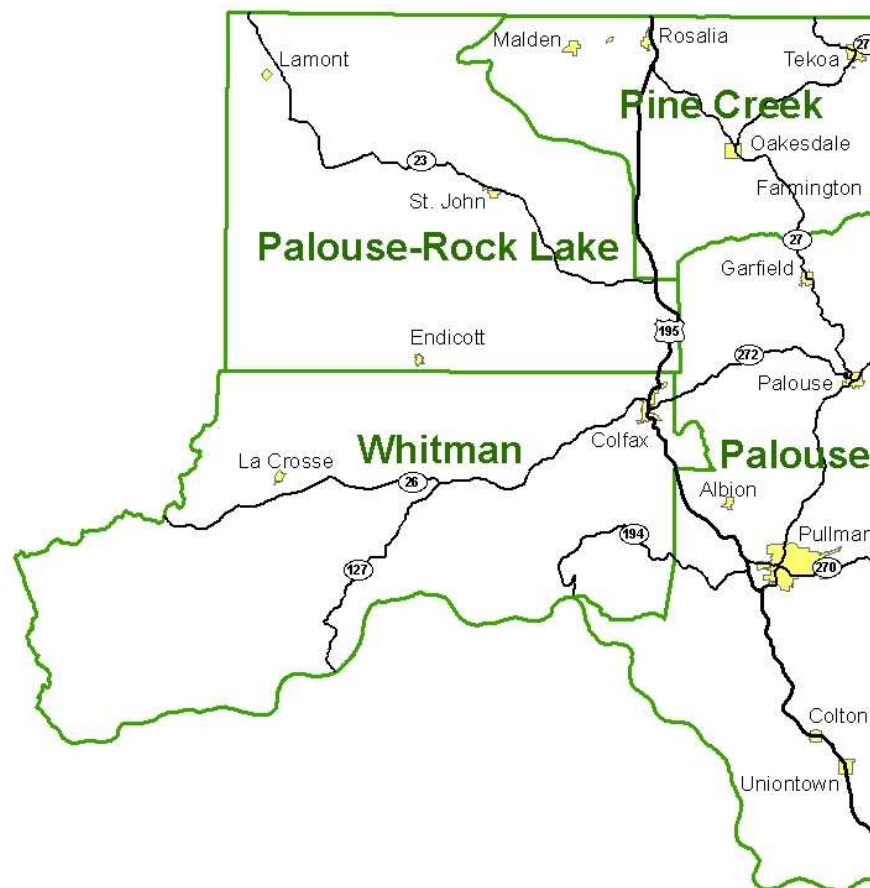 Malden
Rosalia
27
Lamont
Tekoa
Pine Creek
Oakesdale
23
St. John
Farmington
Palouse-Rock Lake
27
Garfield
195
Endicott
272
Palouse
Whitman
Colfax
Palouse
La Crosse
26
Albion
194
Pullman
127
270
Colton
Uniontown